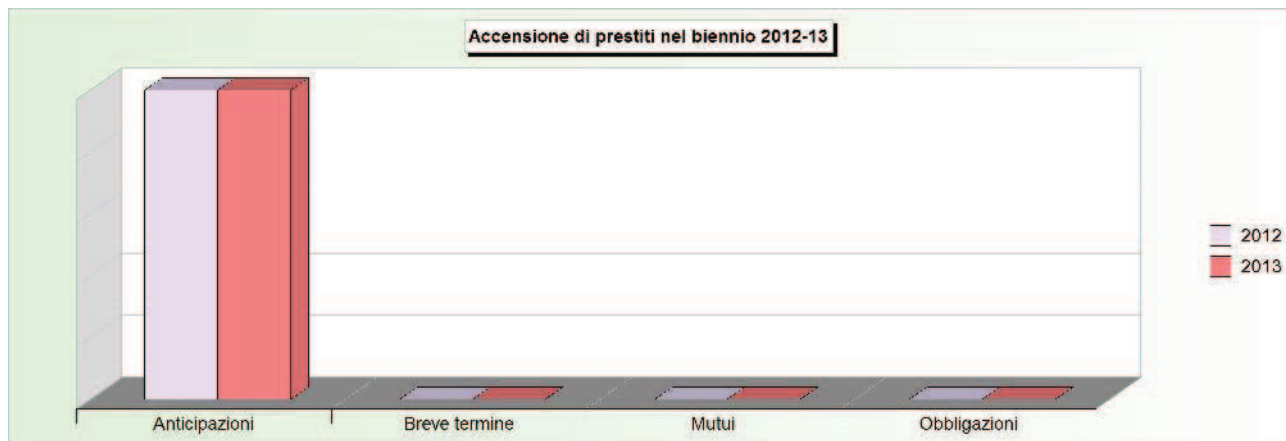 Accensione di prestiti nel biennio 2012-13
2012
2013
Anticipazioni
Breve termine
Mutui
Obbligazioni